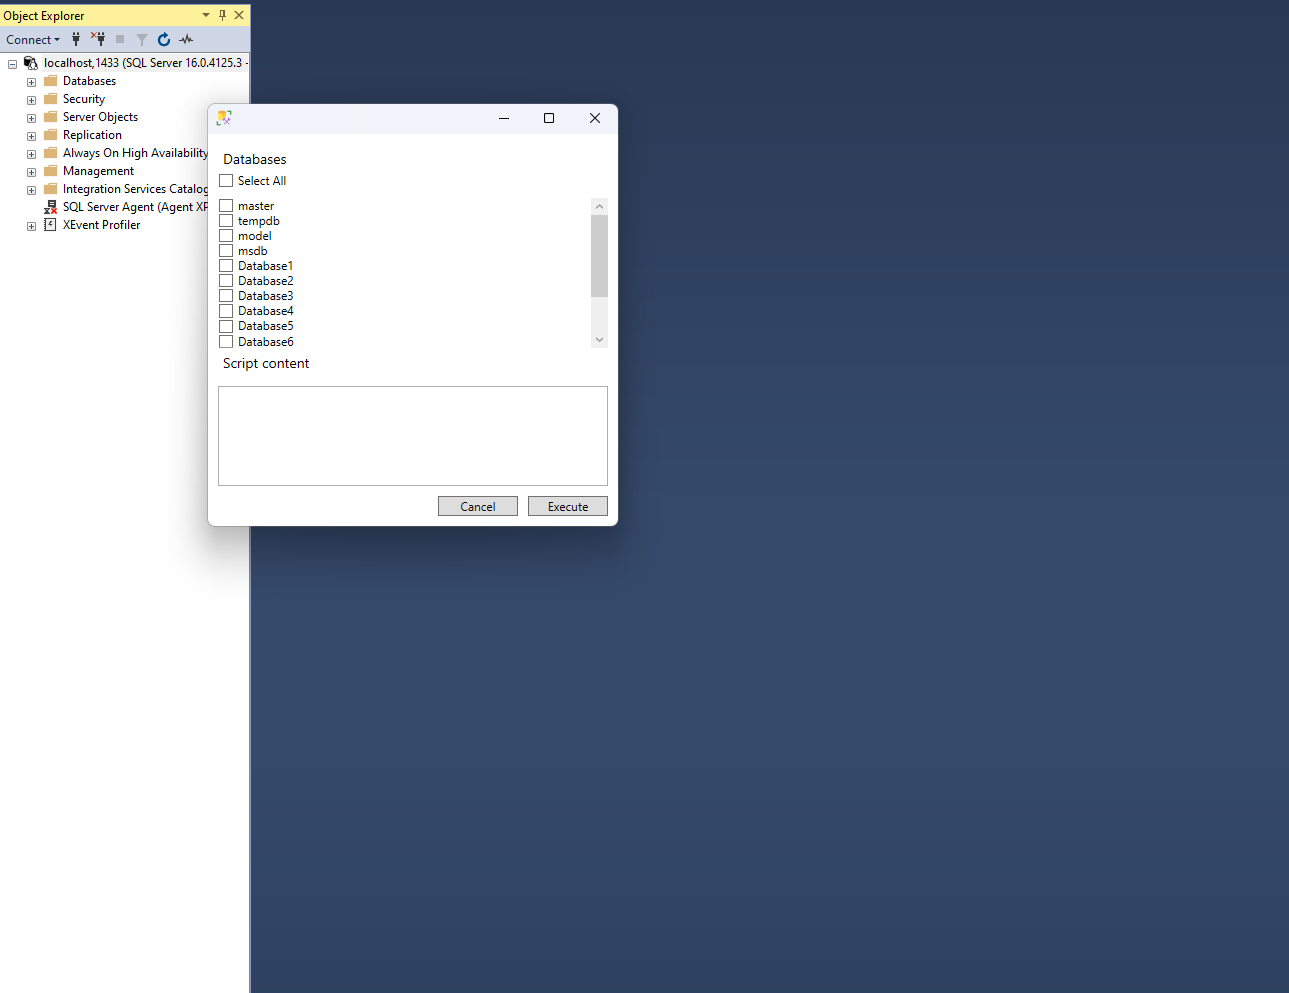 Object Explorer
Connect
localhost,1433 (SQL Server 16.0.4125.3 -
Databases
Security
Server Objects
Replication
Always On High Availability
Management
Integration Services Catalog
SQL Server Agent (Agent XP
XEvent Profiler
Databases
Select All
master
tempdb
model
msdb
Database1
Database2
Database3
Database4
Database5
Database6
Script content
Cancel
Execute